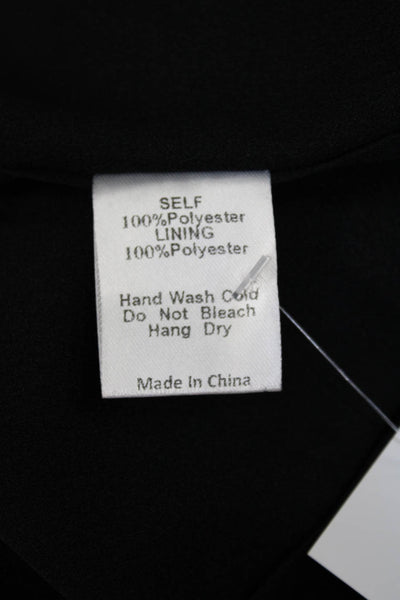 SELF
100%Polyester
LINING
100%Polyester
Hand Wash Cold
Do Not Bleach
Hang Dry
Made In China